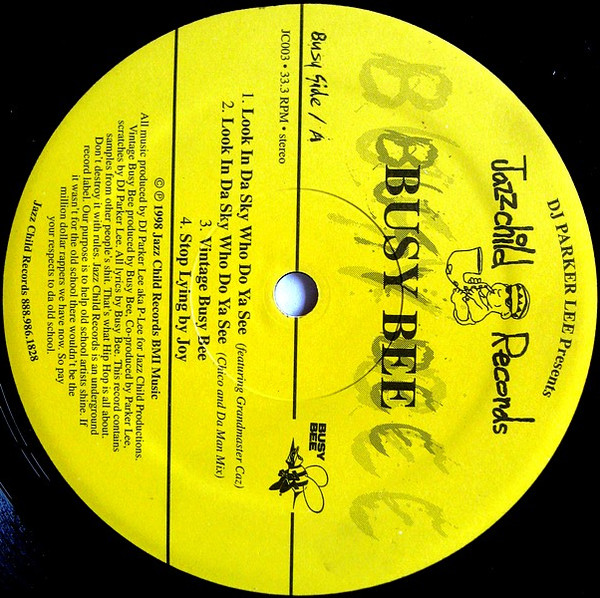 DJ PARKER LEE Presents
Jazzchild Records
BUSY BEE
BUSY BEE
Busy Side / A
JC003 • 33.3 RPM • stereo
BUSY
BEE
1. Look In Da Sky Who Do Ya See (featuring Grandmaster Caz)
2. Look In Da Sky Who Do Ya See (Chico and Da Man Mix)
3. Vintage Busy Bee
4. Stop Lying by Joy
© ℗ 1998 Jazz Child Records BMI Music
All music produced by DJ Parker Lee aka P-Lee for Jazz Child Productions.
Vintage Busy Bee produced by Busy Bee, Co-produced by Parker Lee,
scratches by DJ Parker Lee. All lyrics by Busy Bee. This record contains
samples from other people's shit. That's what Hip Hop is all about.
Don't destroy it with rules. Jazz Child Records is an underground
record label. Our purpose is to help old school artists shine. If
it wasn't for the old school there wouldn't be the
million dollar rappers we have now. So pay
your respects to da old school.
Jazz Child Records 888.986.1828